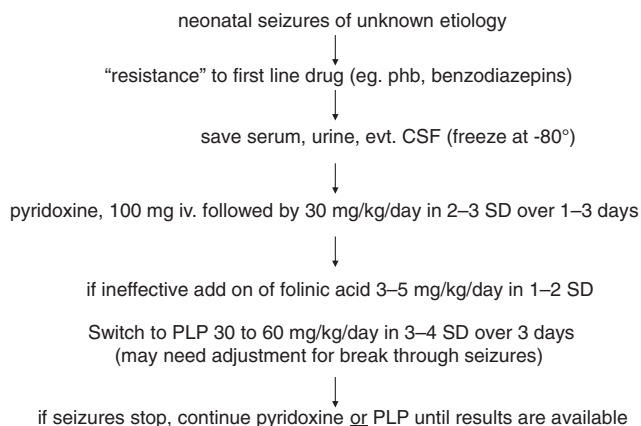 neonatal seizures of unknown etiology
“resistance” to first line drug (eg. phb, benzodiazepins)
save serum, urine, evt. CSF (freeze at -80°)
pyridoxine, 100 mg iv. followed by 30 mg/kg/day in 2–3 SD over 1–3 days
if ineffective add on of folinic acid 3–5 mg/kg/day in 1–2 SD
Switch to PLP 30 to 60 mg/kg/day in 3–4 SD over 3 days
(may need adjustment for break through seizures)
if seizures stop, continue pyridoxine or PLP until results are available